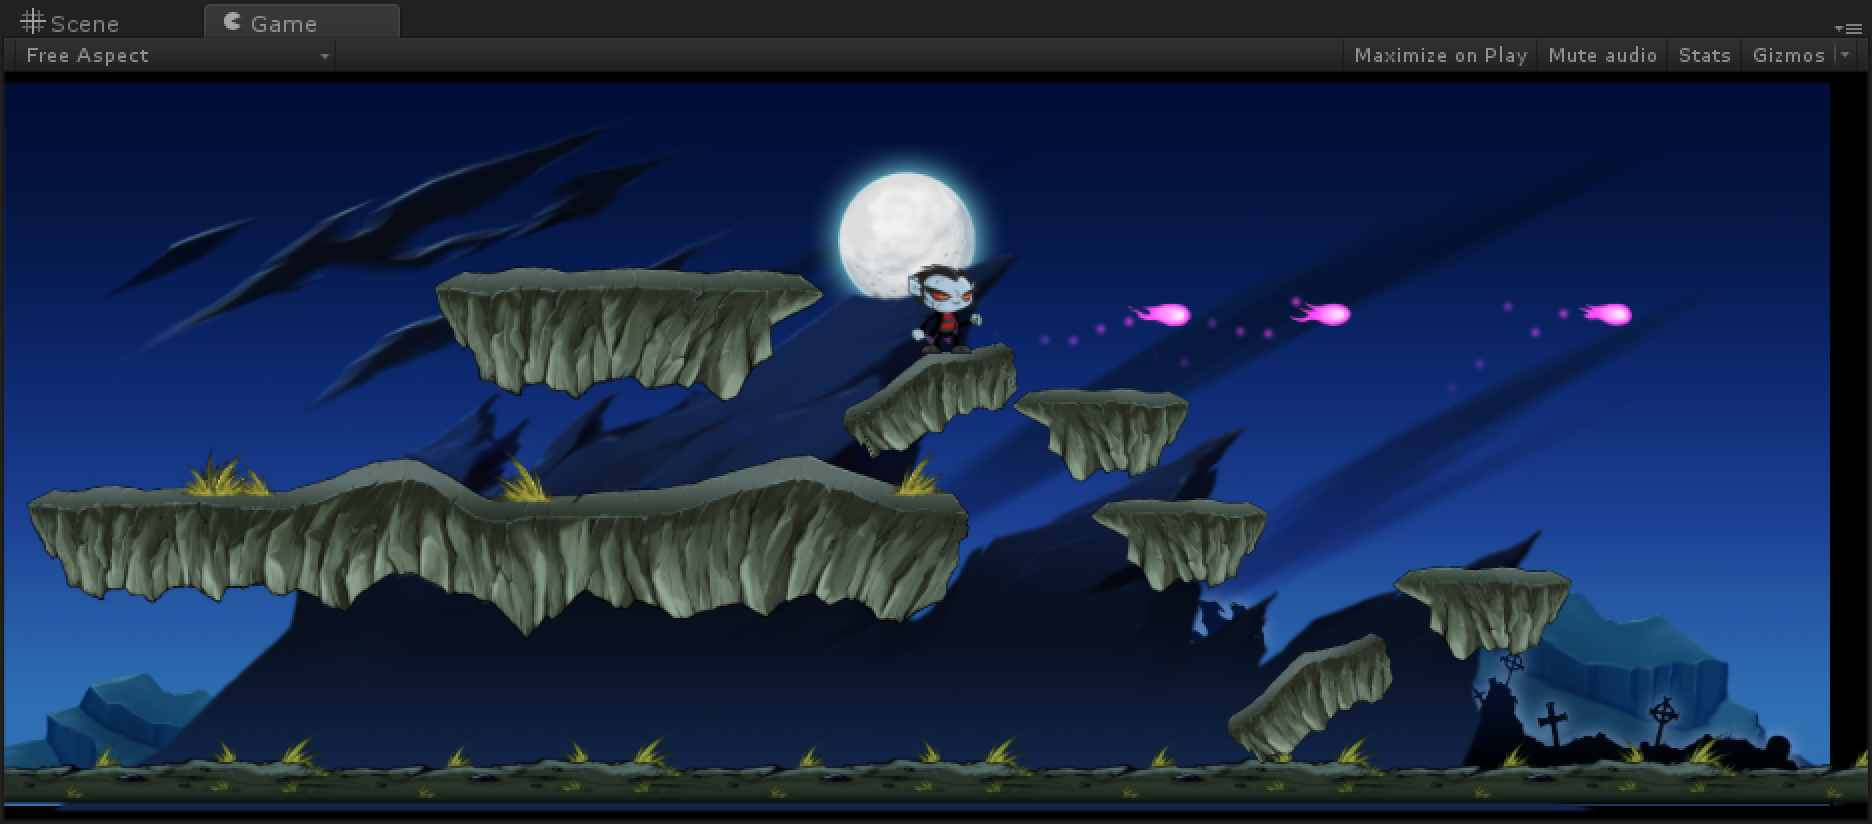 Scene
Game
Free Aspect
Maximize on Play
Mute audio
Stats
Gizmos